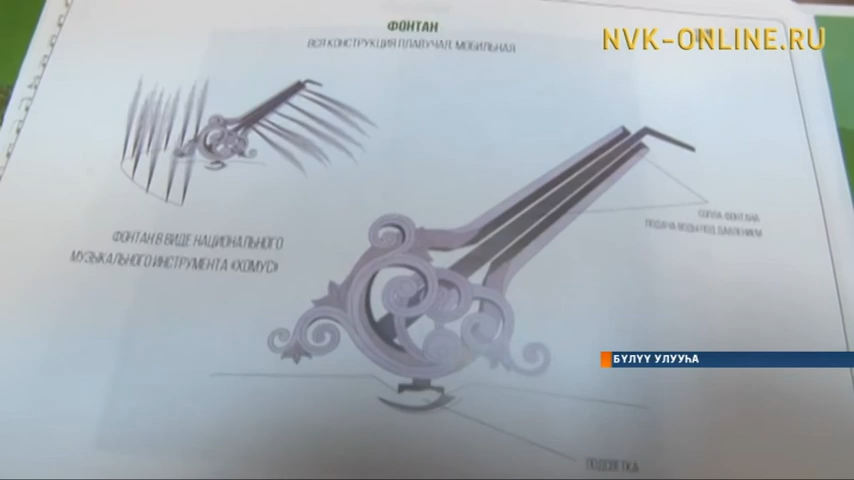 ФОНТАН
NVK-ONLINE.RU
ВСЯ КОНСТРУКЦИЯ ПЛАВУЧАЯ, МОБИЛЬНАЯ
СОПЛА ФОНТАНА
ПОДАЧА ВОДЫ ПОД ДАВЛЕНИЕМ
ФОНТАН В ВИДЕ НАЦИОНАЛЬНОГО
МУЗЫКАЛЬНОГО ИНСТРУМЕНТА «ХОМУС»
БҮЛҮҮ УЛУУҺА
ПОДСВЕТКА